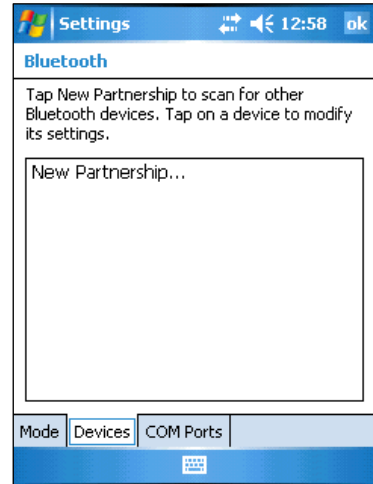 Settings 12:58 ok
Bluetooth
Tap New Partnership to scan for other
Bluetooth devices. Tap on a device to modify
its settings.
New Partnership...
Mode Devices COM Ports